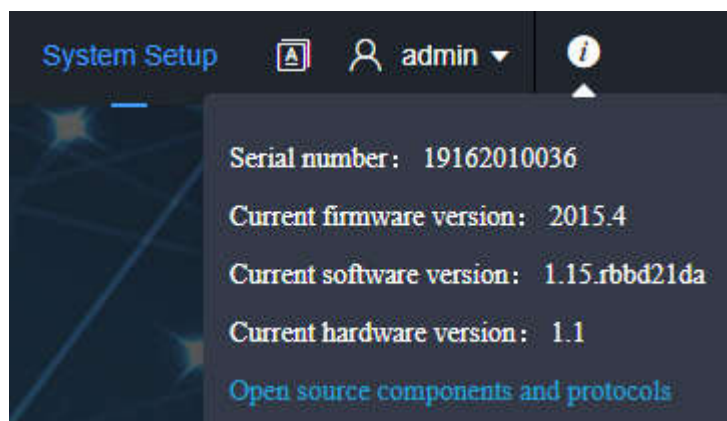 System Setup A admin i
Serial number： 19162010036
Current firmware version： 2015.4
Current software version： 1.15.rbbd21da
Current hardware version： 1.1
Open source components and protocols